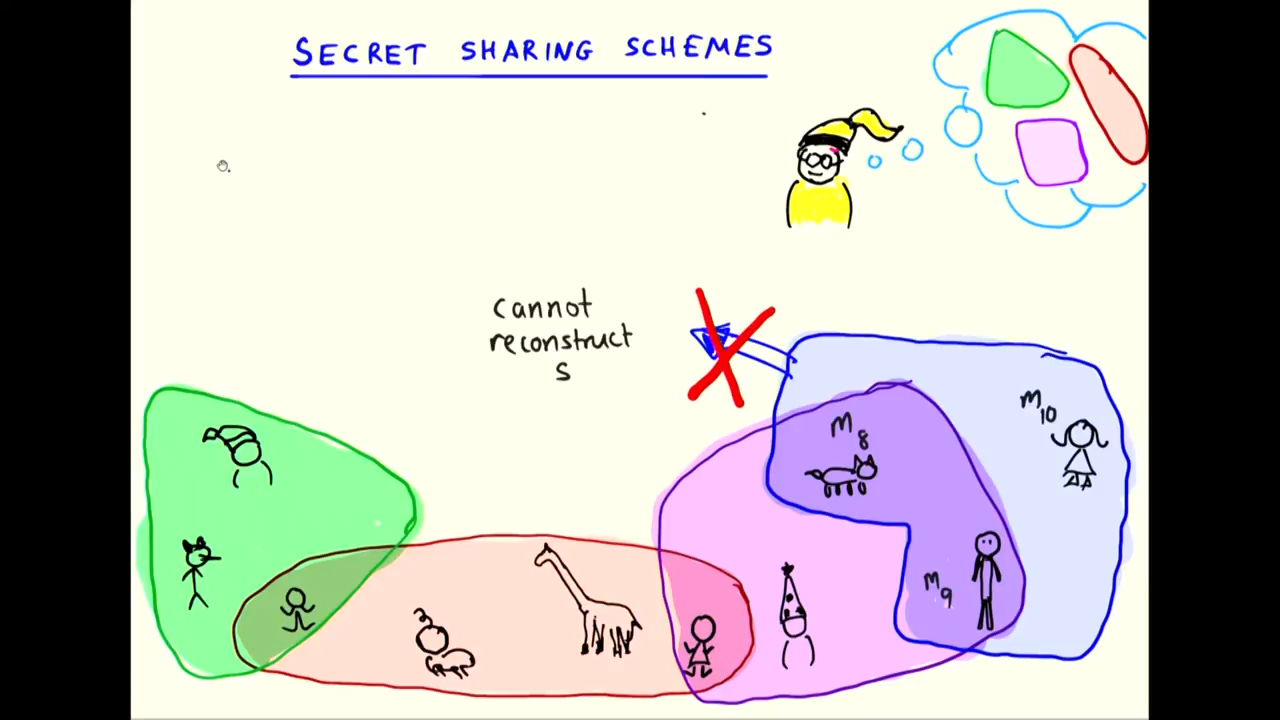 SECRET SHARING SCHEMES
cannot
reconstruct
s
m8
m10
m9